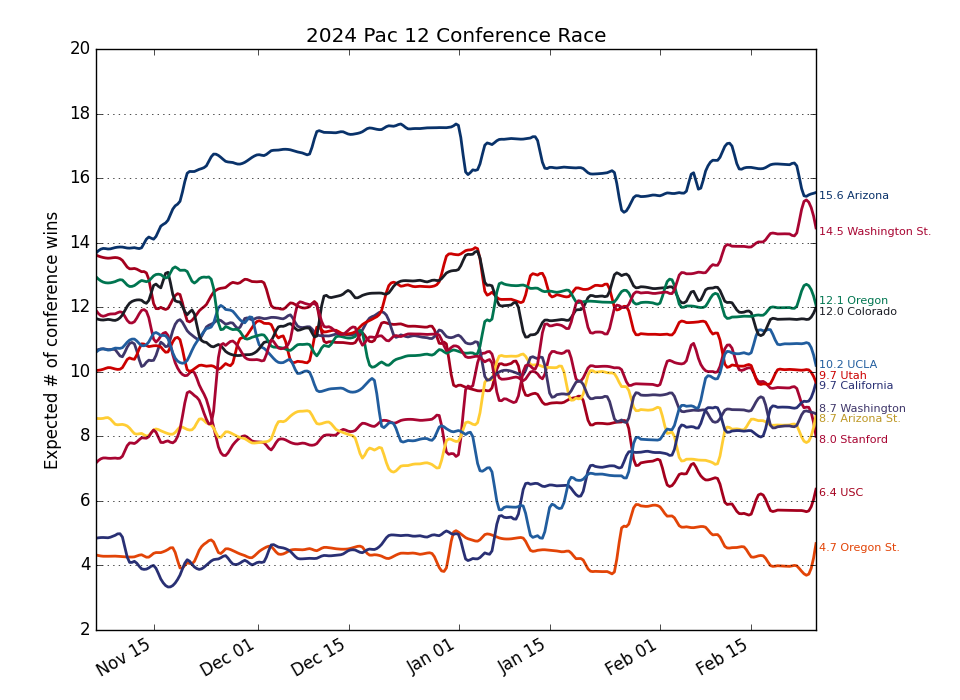 2024 Pac 12 Conference Race
Expected # of conference wins
20
18
16
14
12
10
8
6
4
2
Nov 15
Dec 01
Dec 15
Jan 01
Jan 15
Feb 01
Feb 15
15.6 Arizona
14.5 Washington St.
12.1 Oregon
12.0 Colorado
10.2 UCLA
9.7 Utah
9.7 California
8.7 Washington
8.7 Arizona St.
8.0 Stanford
6.4 USC
4.7 Oregon St.